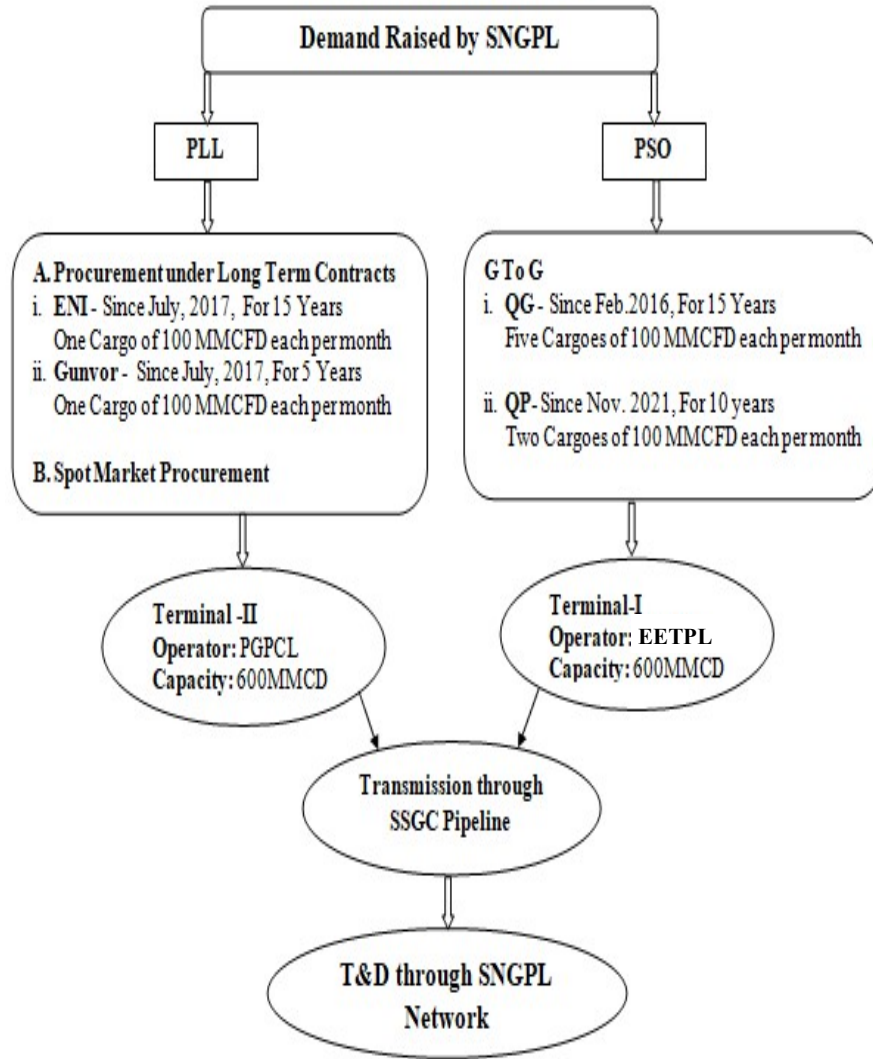 Demand Raised by SNGPL
PLL
PSO
A. Procurement under Long Term Contracts
i. ENI - Since July, 2017, For 15 Years
One Cargo of 100 MMCFD each per month
ii. Gunvor - Since July, 2017, For 5 Years
One Cargo of 100 MMCFD each per month
B. Spot Market Procurement
G To G
i. QG - Since Feb.2016, For 15 Years
Five Cargoes of 100 MMCFD each per month
ii. QP- Since Nov. 2021, For 10 years
Two Cargoes of 100 MMCFD each per month
Terminal -II
Operator: PGPCL
Capacity: 600MMCD
Terminal-I
Operator: EETPL
Capacity: 600MMCD
Transmission through
SSGC Pipeline
T&D through SNGPL
Network